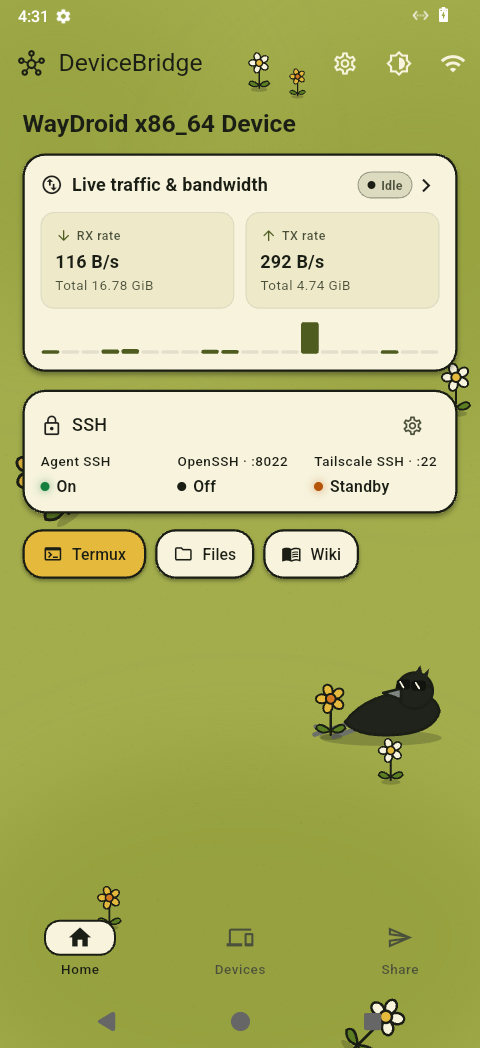 4:31
DeviceBridge
WayDroid x86_64 Device
Live traffic & bandwidth
Idle
RX rate
TX rate
116 B/s
292 B/s
Total 16.78 GiB
Total 4.74 GiB
SSH
Agent SSH
OpenSSH · :8022
Tailscale SSH · :22
On
Off
Standby
Termux
Files
Wiki
Home
Devices
Share